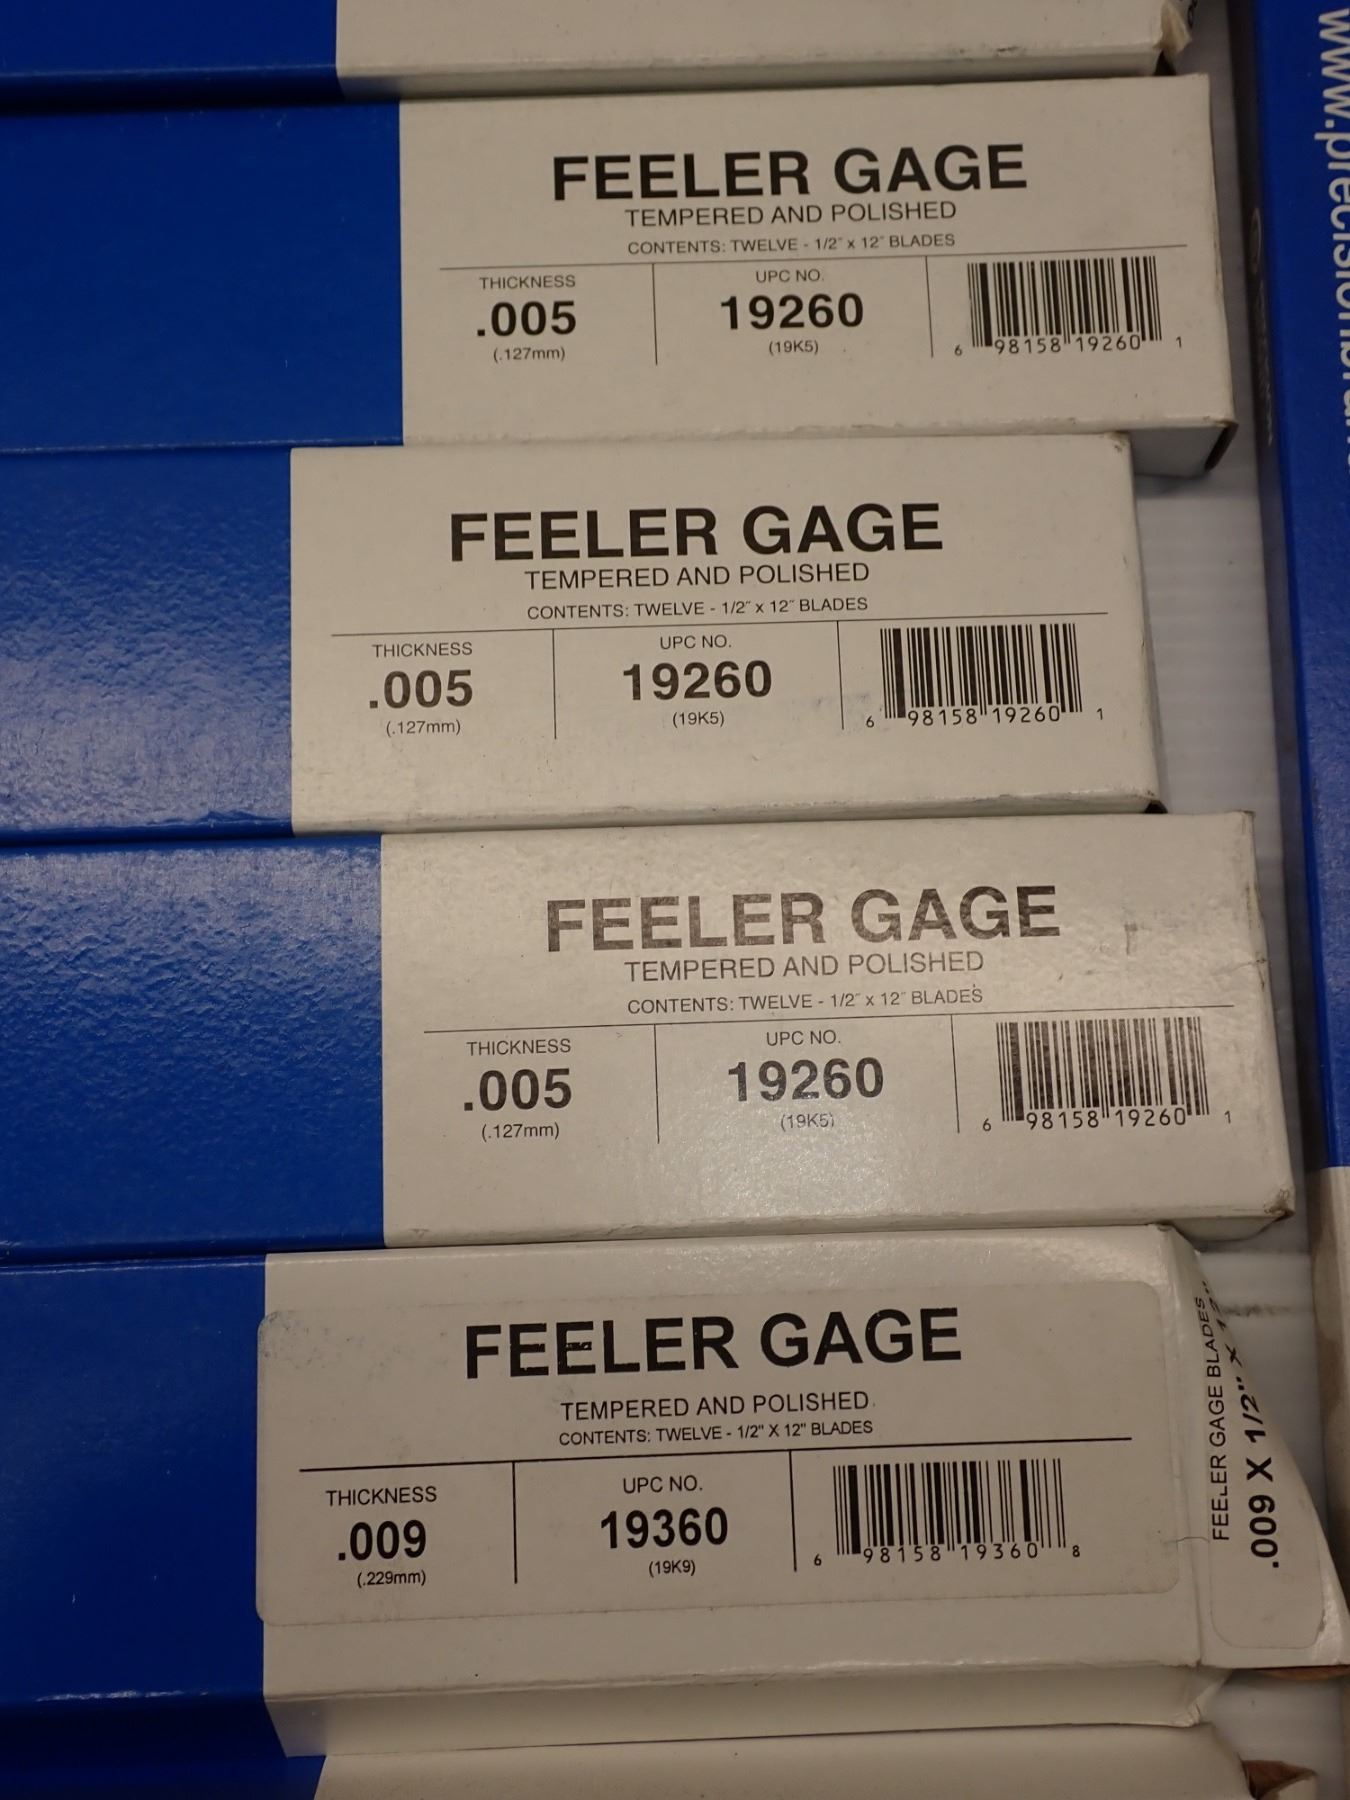 FEELER GAGE
TEMPERED AND POLISHED
CONTENTS: TWELVE - 1/2" x 12" BLADES
THICKNESS
.005
(.127mm)
UPC NO.
19260
(19K5)
6 98158 19260 1
FEELER GAGE
TEMPERED AND POLISHED
CONTENTS: TWELVE - 1/2" x 12" BLADES
THICKNESS
.005
(.127mm)
UPC NO.
19260
(19K5)
6 98158 19260 1
FEELER GAGE
TEMPERED AND POLISHED
CONTENTS: TWELVE - 1/2" x 12" BLADES
THICKNESS
.005
(.127mm)
UPC NO.
19260
(19K5)
6 98158 19260 1
FEELER GAGE
TEMPERED AND POLISHED
CONTENTS: TWELVE - 1/2" X 12" BLADES
THICKNESS
.009
(.229mm)
UPC NO.
19360
(19K9)
6 98158 19360 8
FEELER GAGE BLADES
.009 X 1/2" X 12"
www.precisionbra